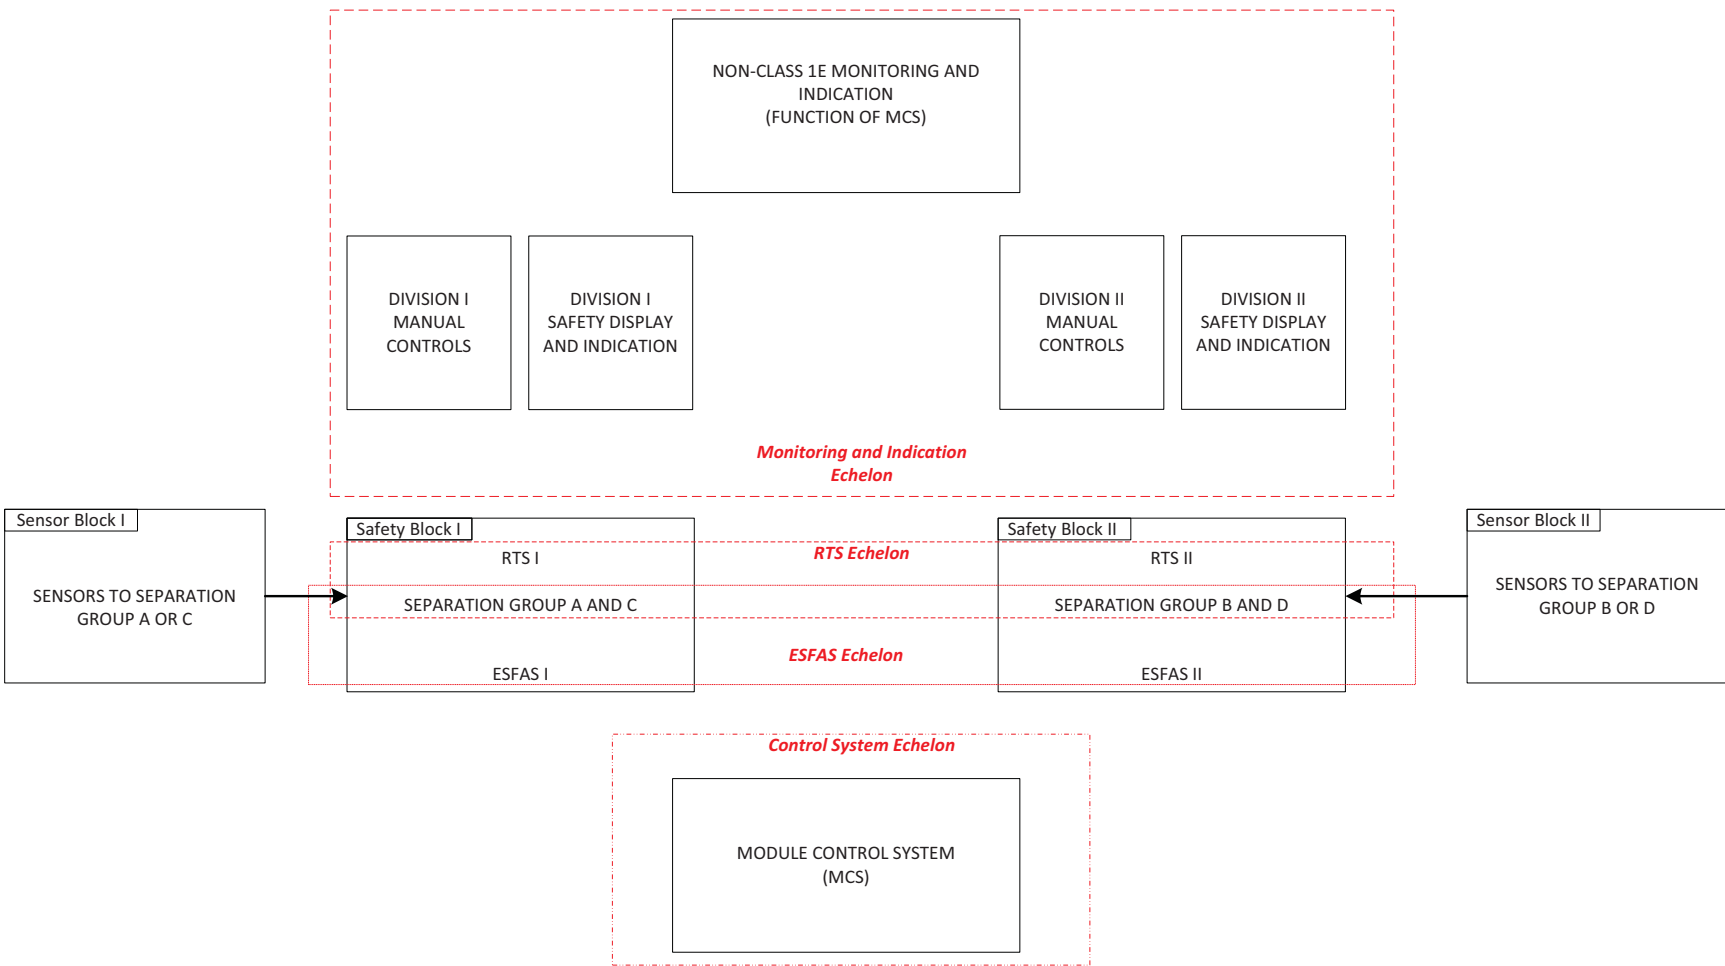 NON-CLASS 1E MONITORING AND
INDICATION
(FUNCTION OF MCS)
DIVISION I
MANUAL
CONTROLS
DIVISION I
SAFETY DISPLAY
AND INDICATION
DIVISION II
MANUAL
CONTROLS
DIVISION II
SAFETY DISPLAY
AND INDICATION
Monitoring and Indication
Echelon
Sensor Block I
SENSORS TO SEPARATION
GROUP A OR C
Safety Block I
RTS I
SEPARATION GROUP A AND C
ESFAS I
RTS Echelon
ESFAS Echelon
Safety Block II
RTS II
SEPARATION GROUP B AND D
ESFAS II
Sensor Block II
SENSORS TO SEPARATION
GROUP B OR D
Control System Echelon
MODULE CONTROL SYSTEM
(MCS)